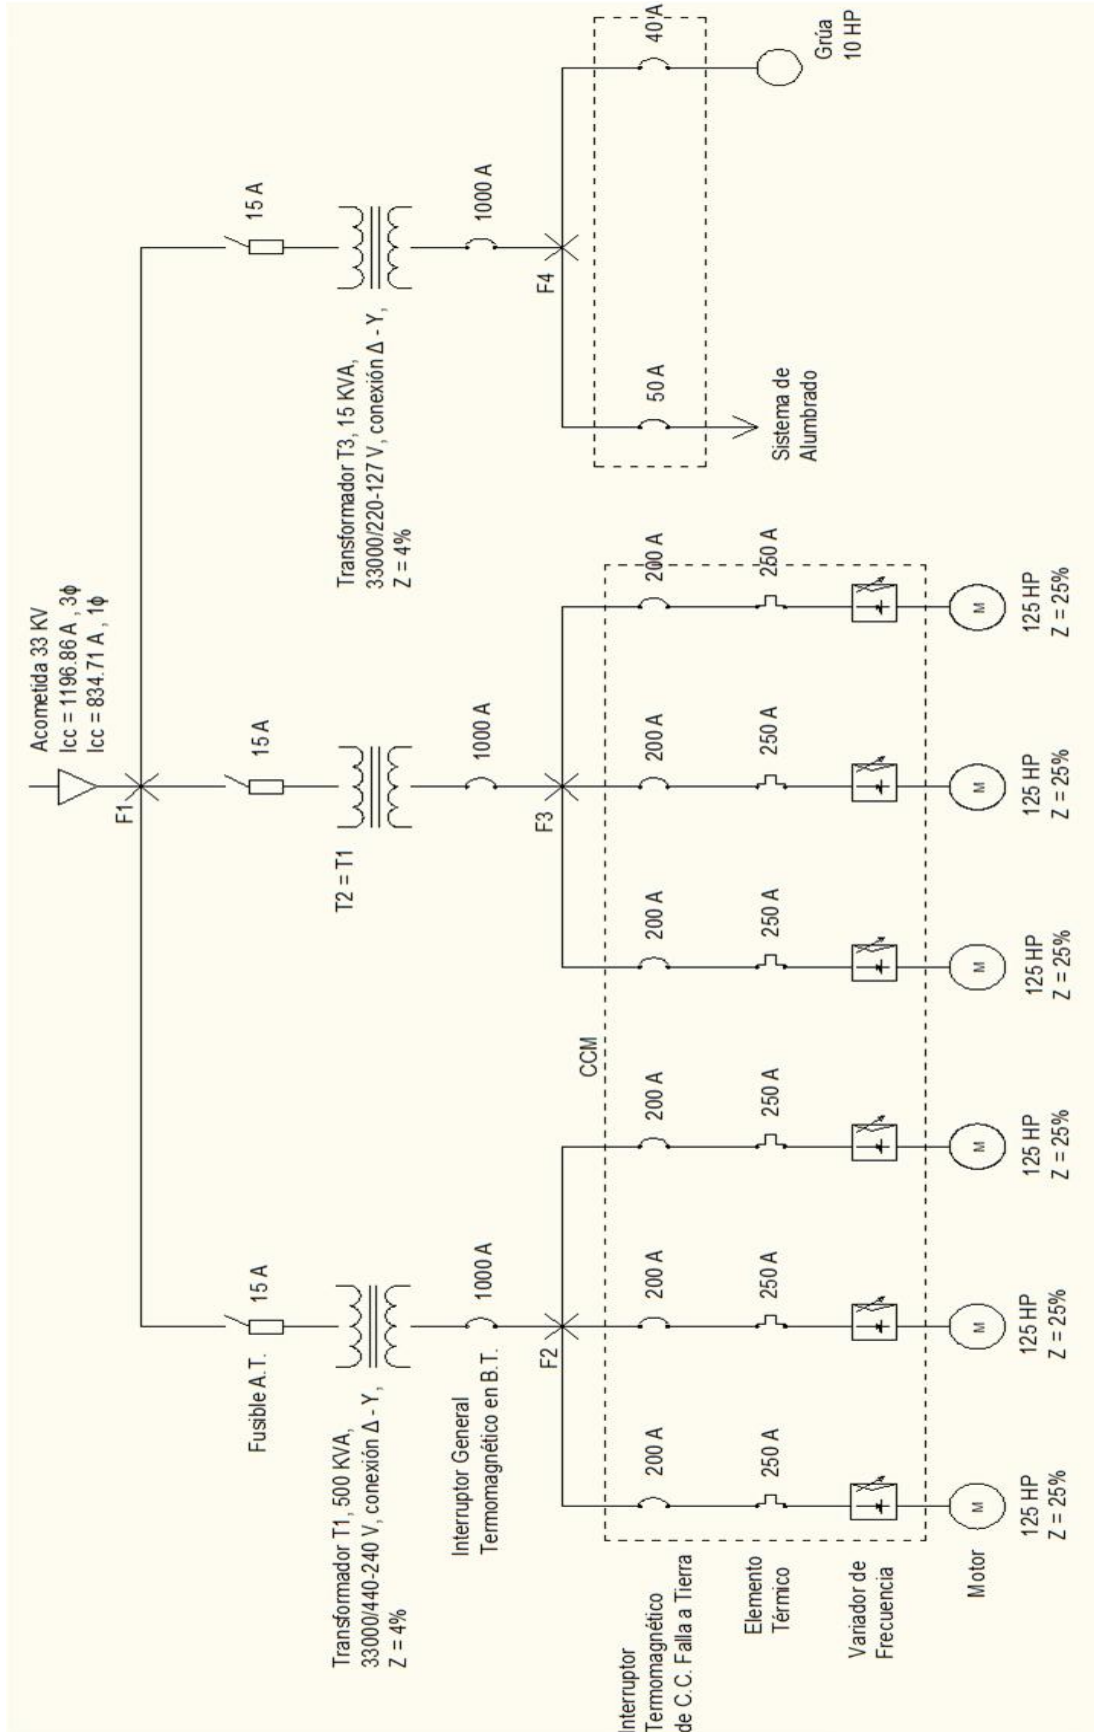 Acometida 33 KV
Icc = 1196.86 A , 3ϕ
Icc = 834.71 A , 1ϕ
F1
Fusible A.T.
15 A
15 A
15 A
Transformador T1, 500 KVA,
33000/440-240 V, conexión Δ - Y,
Z = 4%
T2 = T1
Transformador T3, 15 KVA,
33000/220-127 V, conexión Δ - Y,
Z = 4%
Interruptor General
Termomagnético en B.T.
1000 A
1000 A
1000 A
F2
F3
F4
CCM
Interruptor
Termomagnético
de C.C. Falla a Tierra
200 A
200 A
200 A
200 A
200 A
200 A
50 A
40 A
Elemento
Térmico
250 A
250 A
250 A
250 A
250 A
250 A
Sistema de
Alumbrado
Grúa
10 HP
Variador de
Frecuencia
Motor
M
M
M
M
M
M
125 HP
Z = 25%
125 HP
Z = 25%
125 HP
Z = 25%
125 HP
Z = 25%
125 HP
Z = 25%
125 HP
Z = 25%